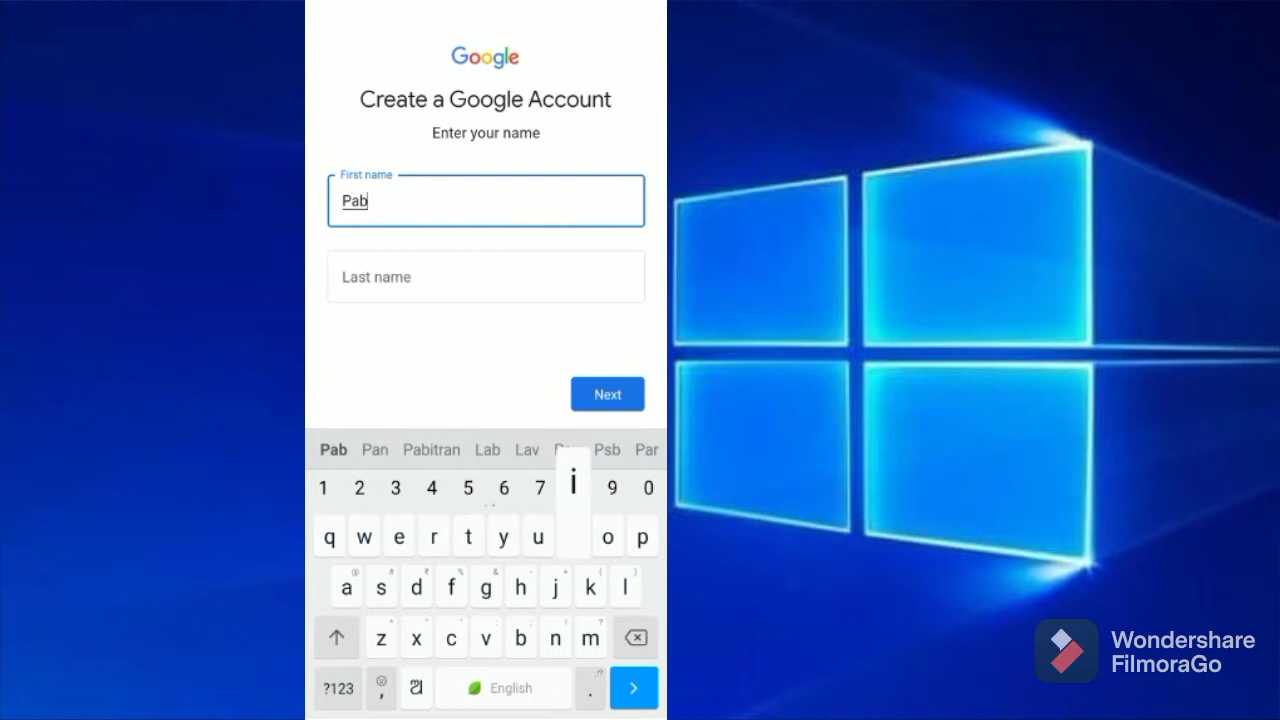 Google
Create a Google Account
Enter your name
First name
Pab
Last name
Next
Pab Pan Pabitran Lab Lav Psb Par
1 2 3 4 5 6 7 i 9 0
q w e r t y u o p
a s d f g h j k l
z x c v b n m
?123 , ଅ English .
Wondershare
FilmoraGo